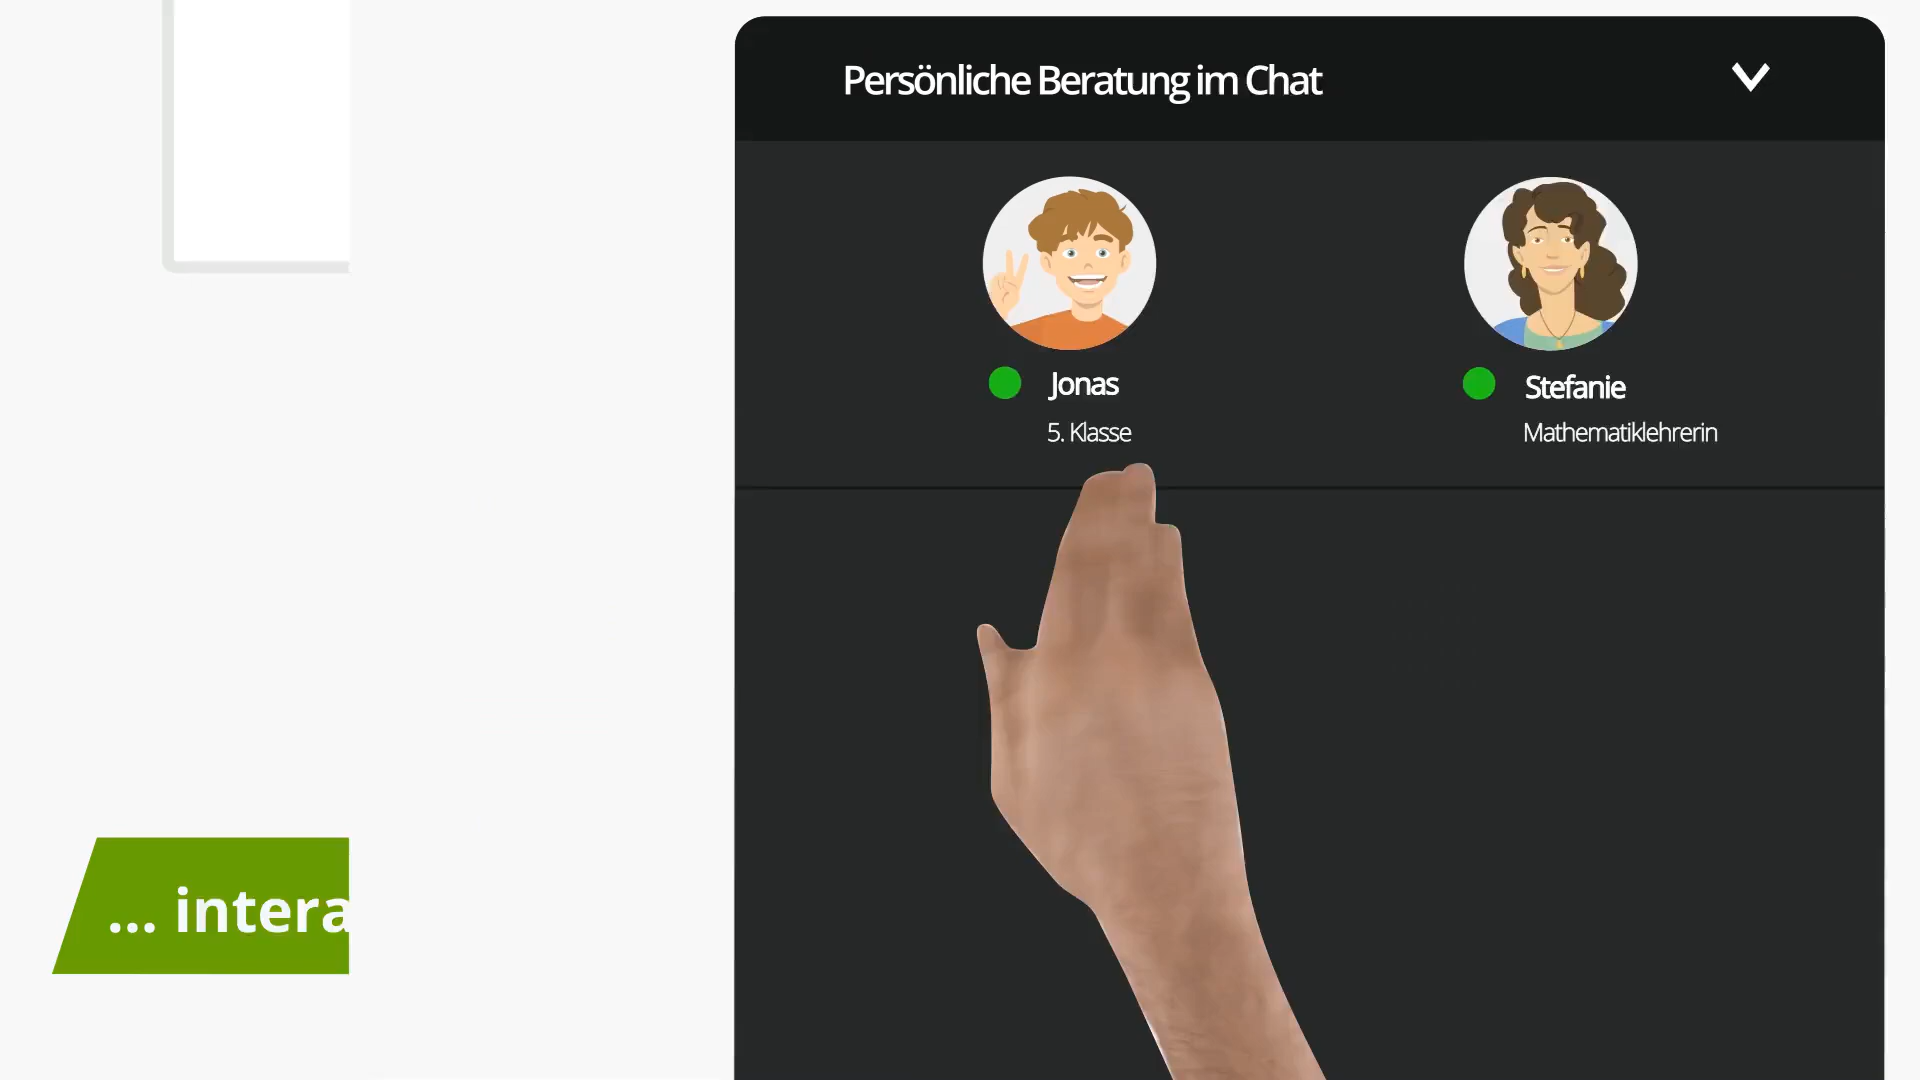 Persönliche Beratung im Chat
Jonas
5. Klasse
Stefanie
Mathematiklehrerin
... intera